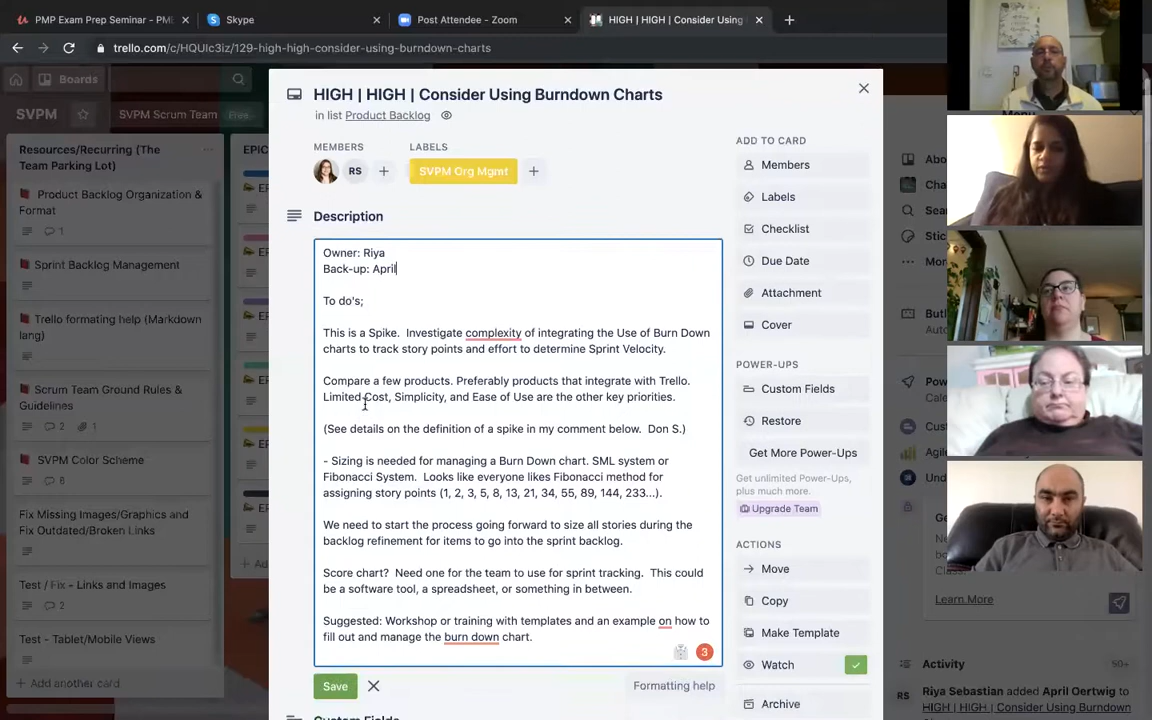 PMP Exam Prep Seminar - PM
Skype
Post Attendee - Zoom
HIGH | HIGH | Consider Using
trello.com/c/HQUlc3iz/129-high-high-consider-using-burndown-charts
Boards
SVPM
SVPM Scrum Team
Free
Resources/Recurring (The
Team Parking Lot)
Product Backlog Organization &
Format
1
Sprint Backlog Management
Trello formating help (Markdown
lang)
Scrum Team Ground Rules &
Guidelines
2
1
SVPM Color Scheme
6
Fix Missing Images/Graphics and
Fix Outdated/Broken Links
Test / Fix - Links and Images
2
Test - Tablet/Mobile Views
Add another card
EPIC
HIGH | HIGH | Consider Using Burndown Charts
in list Product Backlog
MEMBERS
LABELS
RS
SVPM Org Mgmt
Description
Owner: Riya
Back-up: April
To do's;
This is a Spike. Investigate complexity of integrating the Use of Burn Down
charts to track story points and effort to determine Sprint Velocity.
Compare a few products. Preferably products that integrate with Trello.
Limited Cost, Simplicity, and Ease of Use are the other key priorities.
(See details on the definition of a spike in my comment below. Don S.)
- Sizing is needed for managing a Burn Down chart. SML system or
Fibonacci System. Looks like everyone likes Fibonacci method for
assigning story points (1, 2, 3, 5, 8, 13, 21, 34, 55, 89, 144, 233...).
We need to start the process going forward to size all stories during the
backlog refinement for items to go into the sprint backlog.
Score chart? Need one for the team to use for sprint tracking. This could
be a software tool, a spreadsheet, or something in between.
Suggested: Workshop or training with templates and an example on how to
fill out and manage the burn down chart.
3
Save
Formatting help
Custom Fields
ADD TO CARD
Members
Labels
Checklist
Due Date
Attachment
Cover
POWER-UPS
Custom Fields
Restore
Get More Power-Ups
Get unlimited Power-Ups,
plus much more.
Upgrade Team
ACTIONS
Move
Copy
Make Template
Watch
Archive
Learn More
Activity
Riya Sebastian added April Oertwig to
HIGH | HIGH | Consider Using Burndown